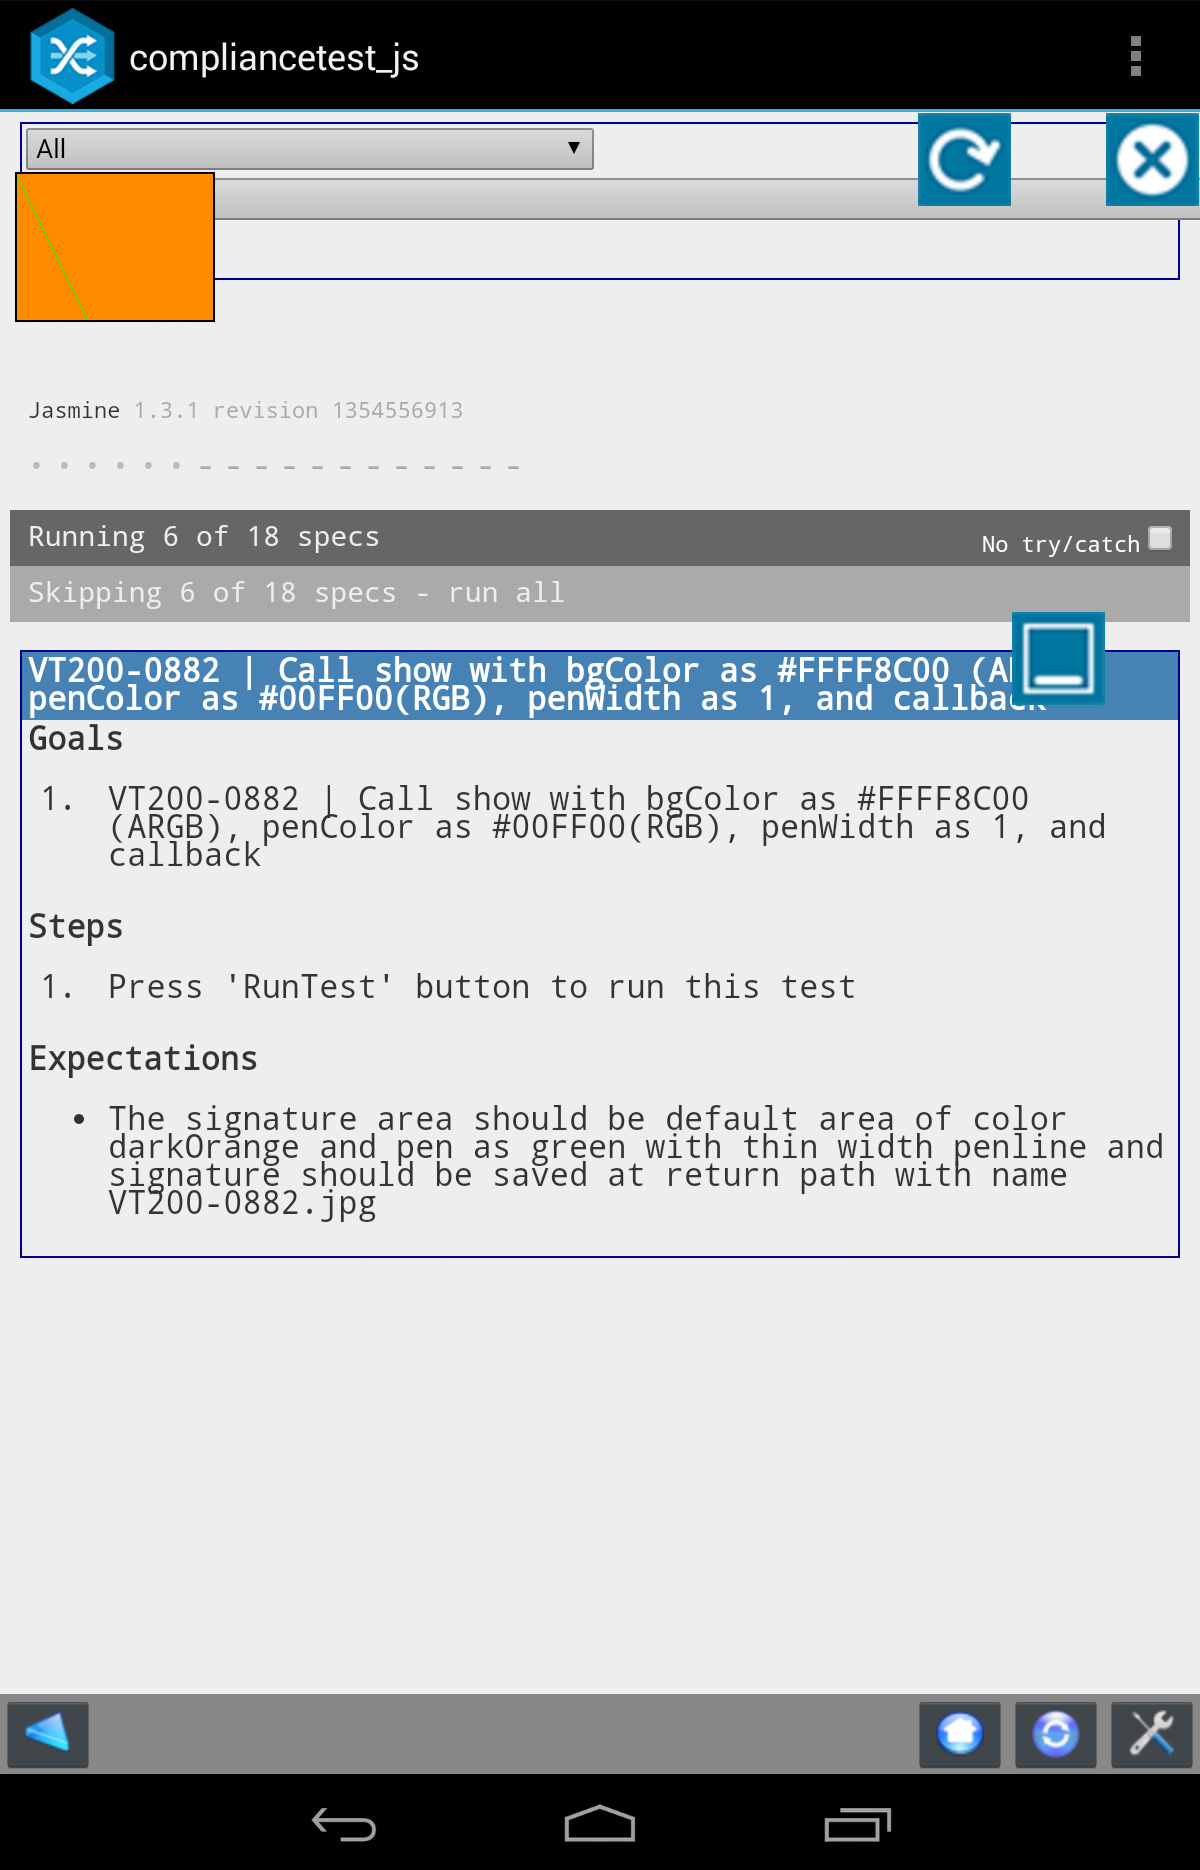 compliancetest_js
All
Jasmine 1.3.1 revision 1354556913
Running 6 of 18 specs
No try/catch
Skipping 6 of 18 specs - run all
VT200-0882 | Call show with bgColor as #FFFF8C00
penColor as #00FF00(RGB), penWidth as 1, and callback
Goals
1. VT200-0882 | Call show with bgColor as #FFFF8C00
(ARGB), penColor as #00FF00(RGB), penWidth as 1, and
callback
Steps
1. Press 'RunTest' button to run this test
Expectations
• The signature area should be default area of color
darkOrange and pen as green with thin width penline and
signature should be saved at return path with name
VT200-0882.jpg